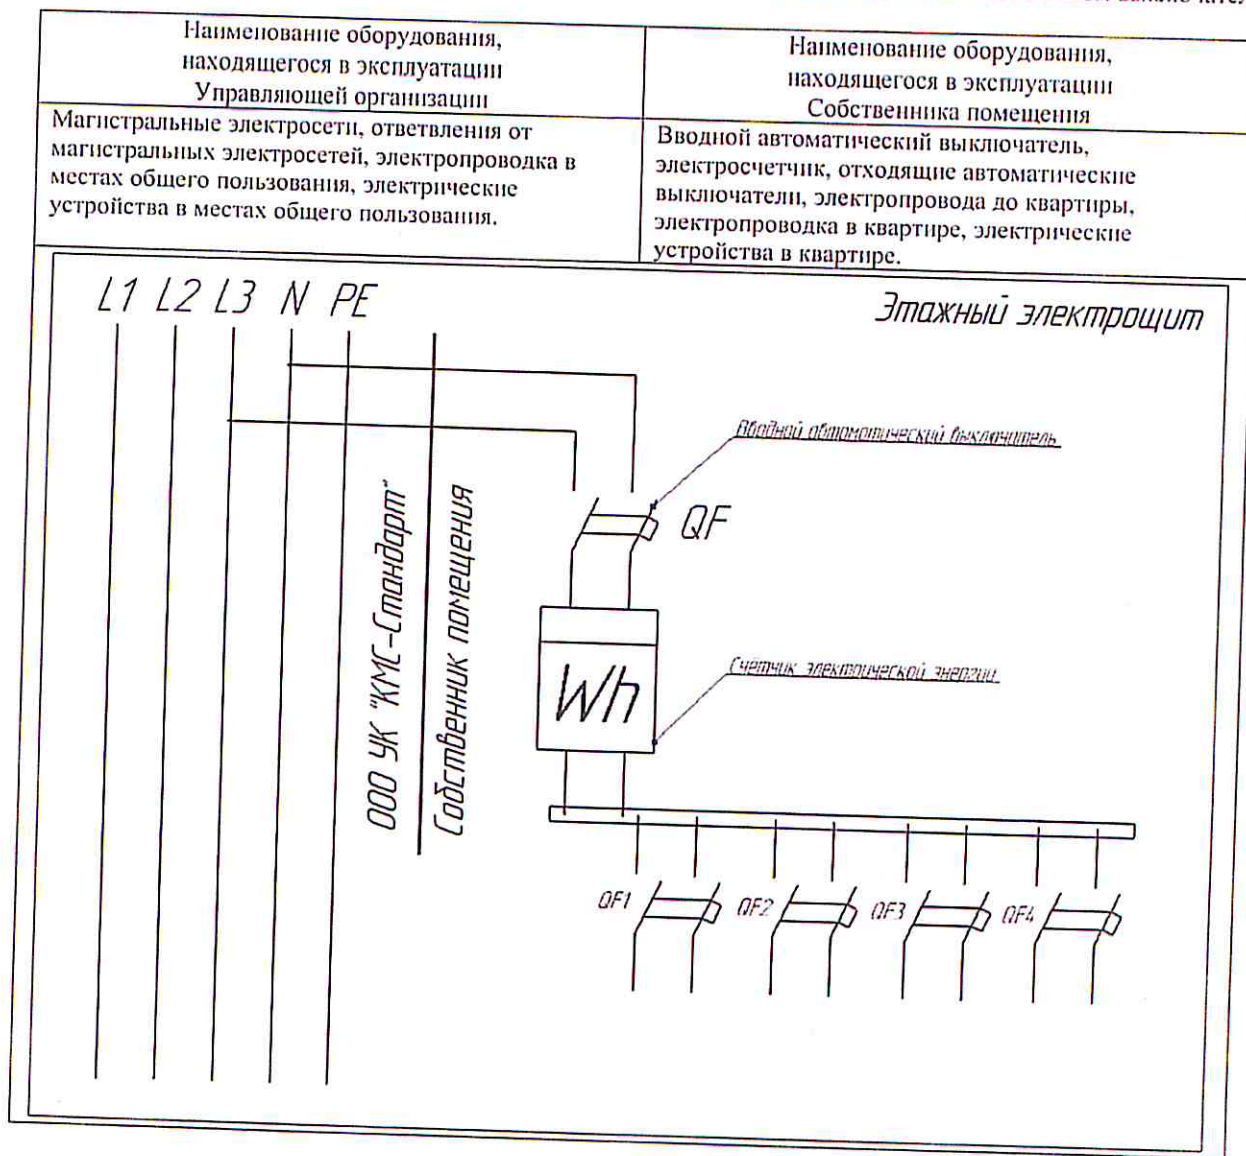 Наименование оборудования,
находящегося в эксплуатации
Управляющей организации
Наименование оборудования,
находящегося в эксплуатации
Собственника помещения
Магистральные электросети, ответвления от
магистральных электросетей, электропроводка в
местах общего пользования, электрические
устройства в местах общего пользования.
Вводной автоматический выключатель,
электросчетчик, отходящие автоматические
выключатели, электропровода до квартиры,
электропроводка в квартире, электрические
устройства в квартире.
L1 L2 L3 N PE
Этажный электрощит
Вводной автоматический выключатель
QF
ООО УК "КМС-Стандарт"
Собственник помещения
Счётчик электрической энергии
Wh
QF1 QF2 QF3 QF4